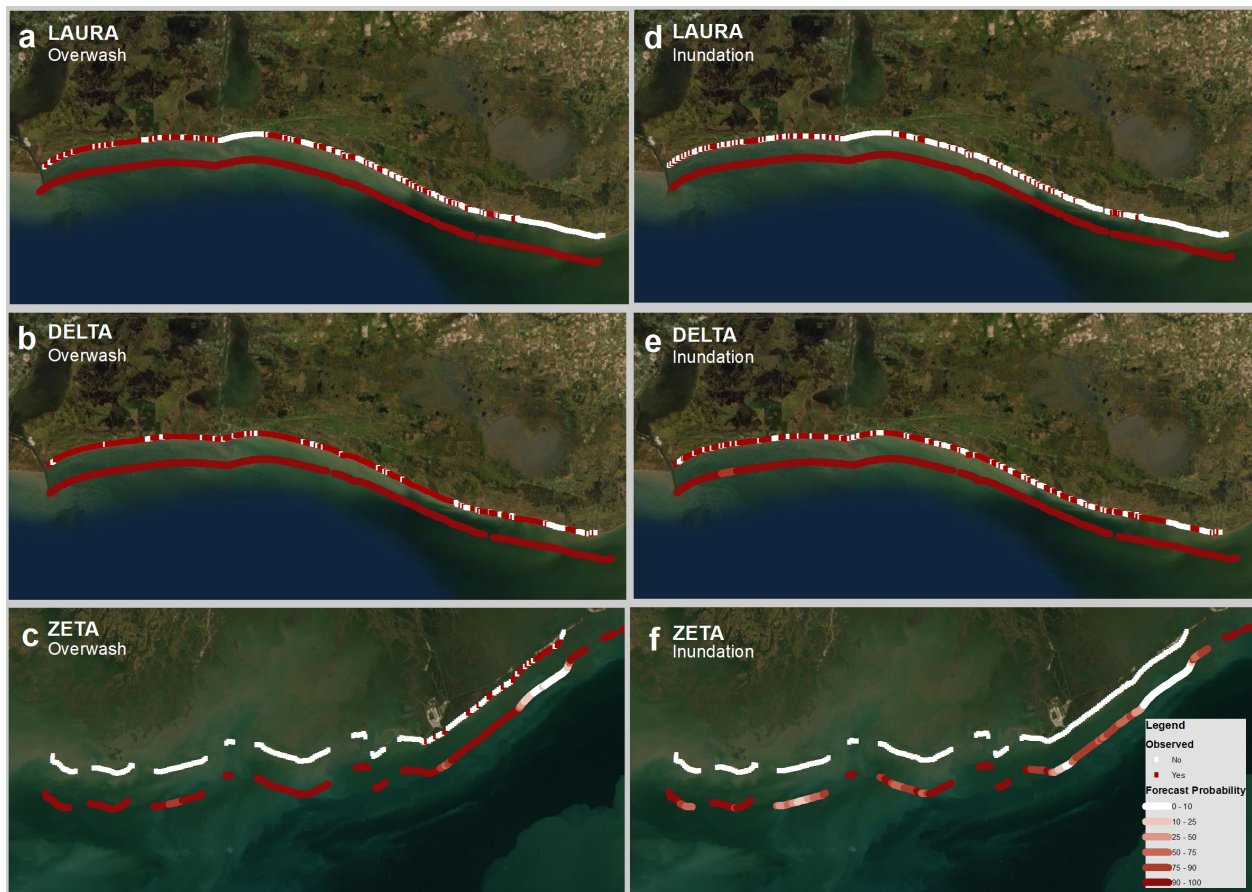 a LAURA
Overwash
d LAURA
Inundation
b DELTA
Overwash
e DELTA
Inundation
c ZETA
Overwash
f ZETA
Inundation
Legend
Observed
No
Yes
Forecast Probability
0 - 10
10 - 25
25 - 50
50 - 75
75 - 90
90 - 100